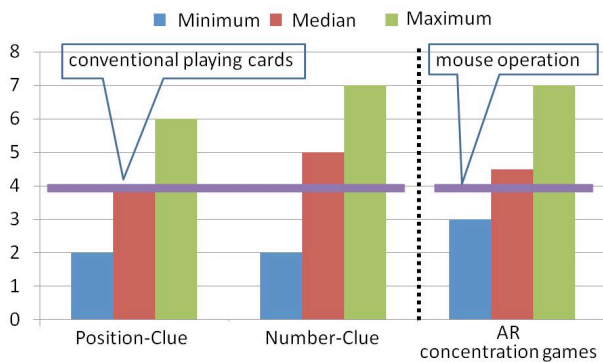 Minimum Median Maximum
8
conventional playing cards
mouse operation
7
6
5
4
3
2
1
0
Position-Clue
Number-Clue
AR
concentration games